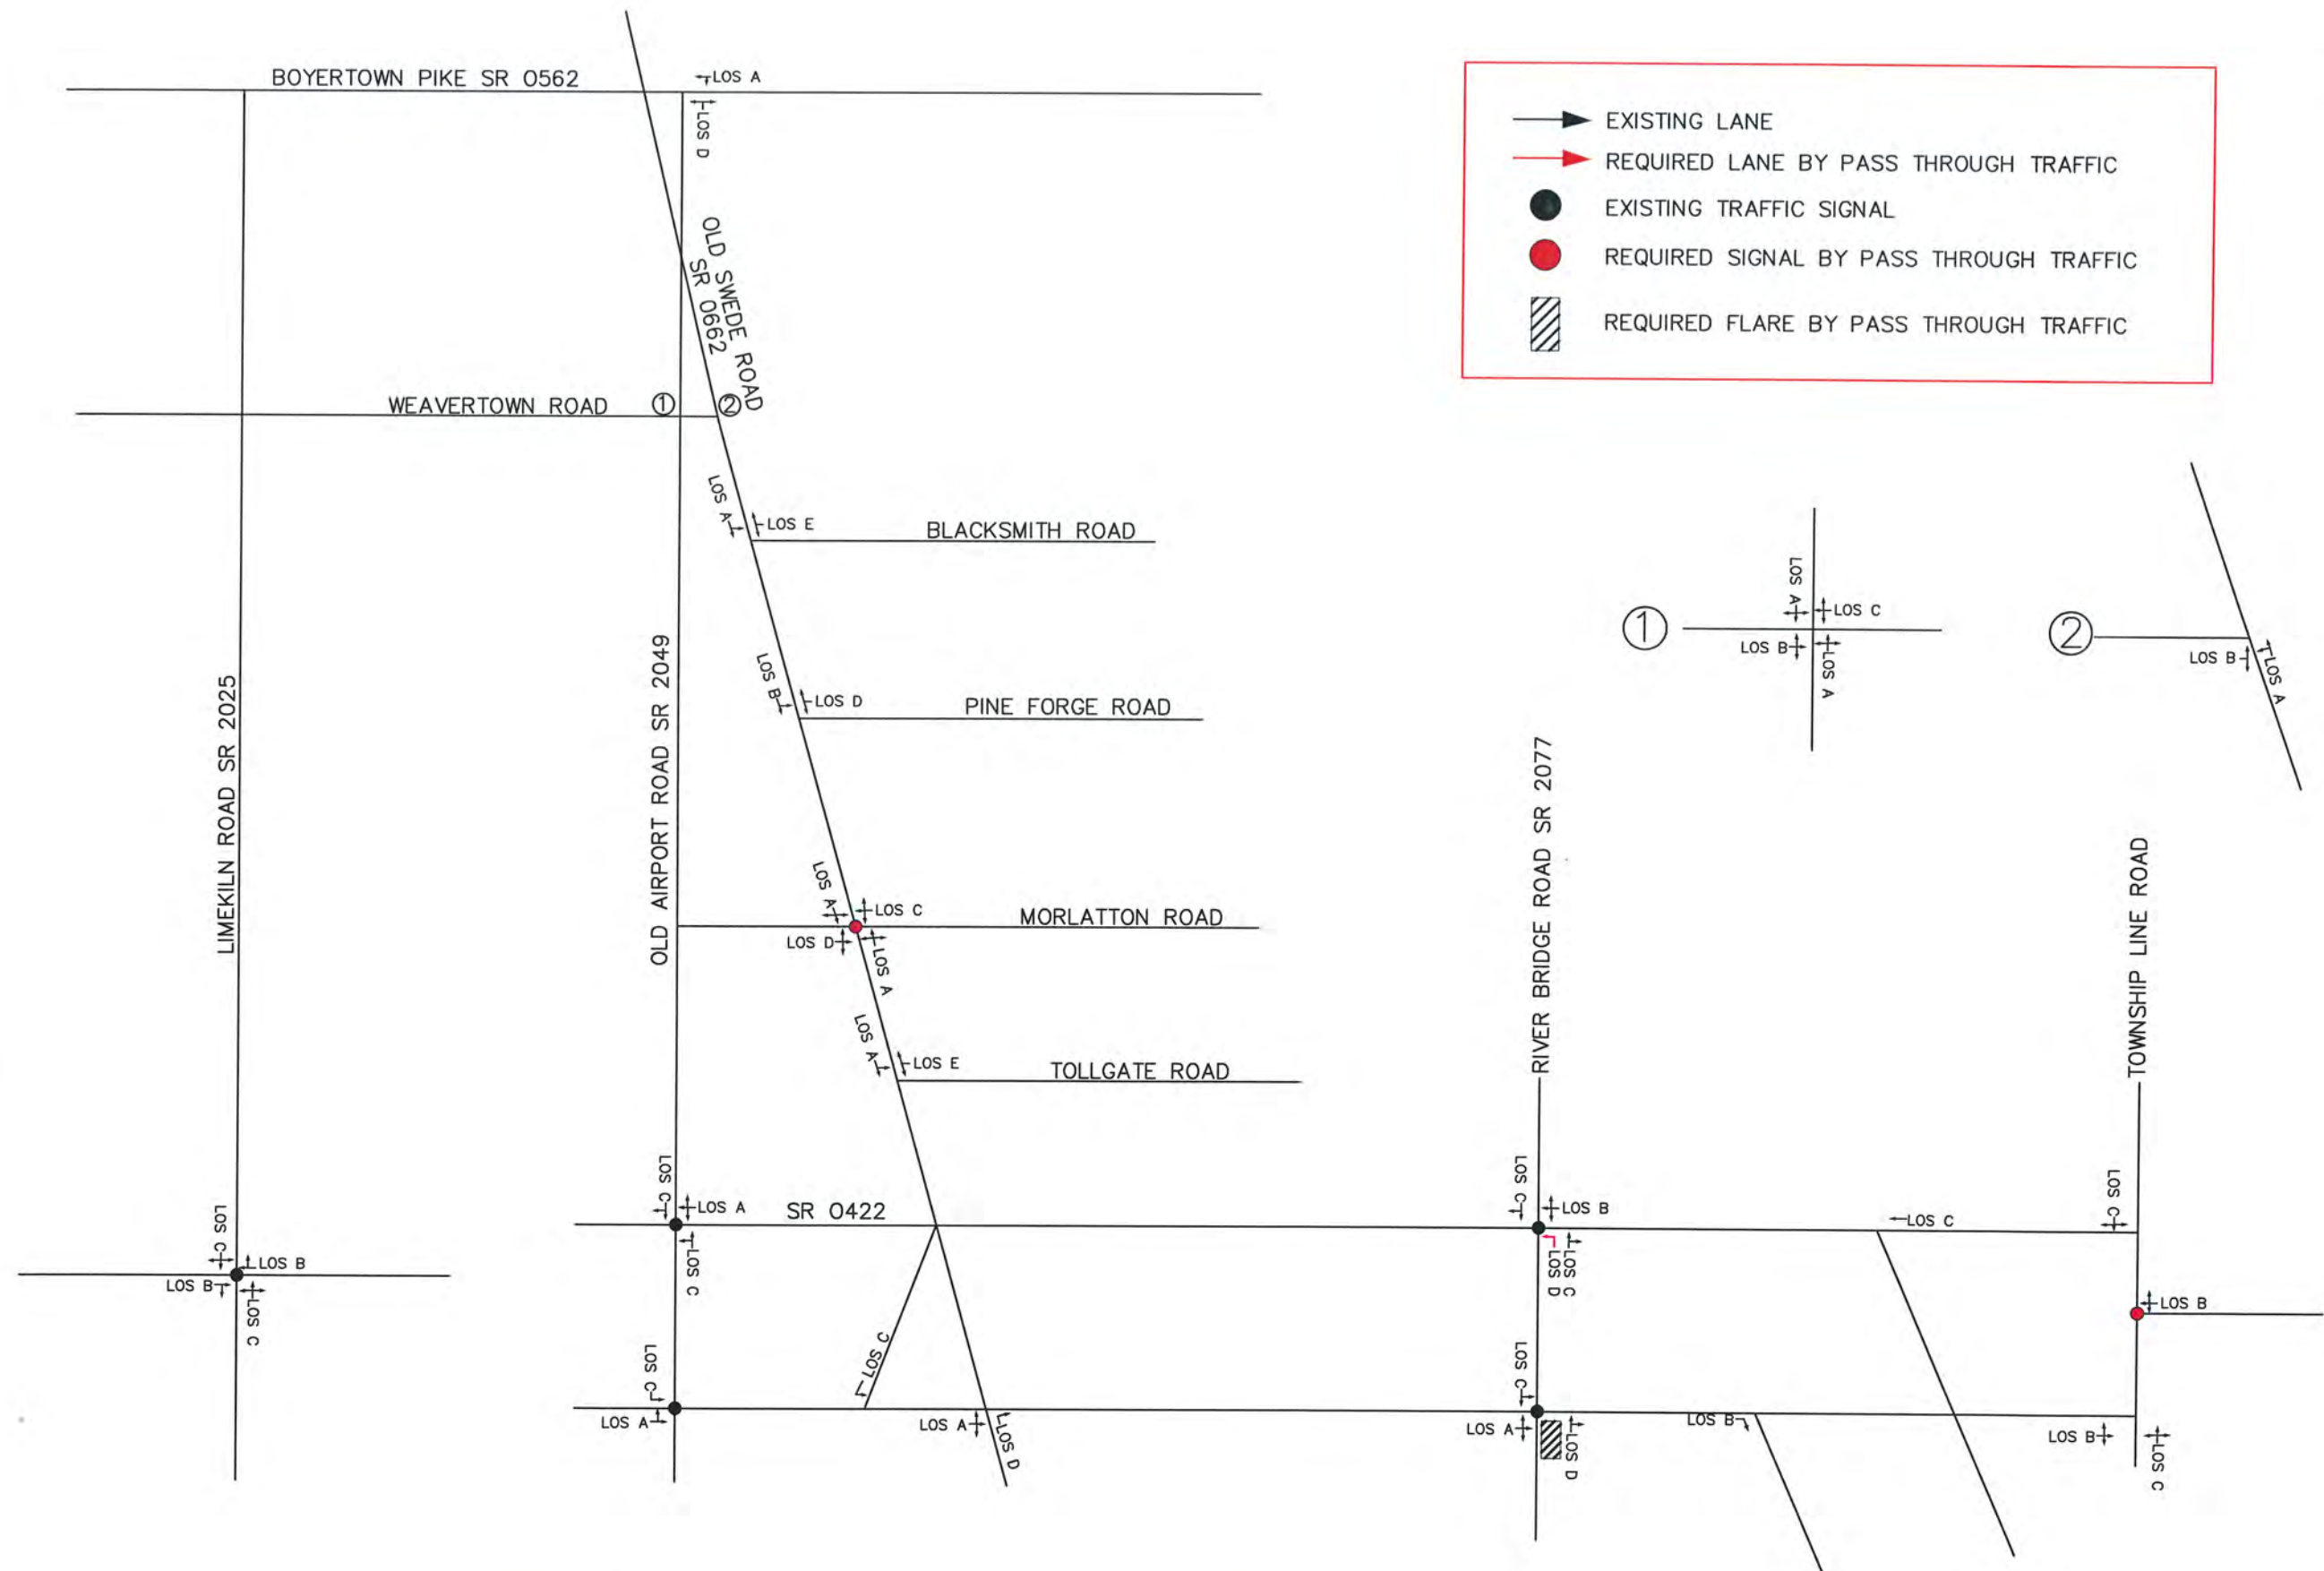 BOYERTOWN PIKE SR 0562
LOS A
LOS D
EXISTING LANE
REQUIRED LANE BY PASS THROUGH TRAFFIC
EXISTING TRAFFIC SIGNAL
REQUIRED SIGNAL BY PASS THROUGH TRAFFIC
REQUIRED FLARE BY PASS THROUGH TRAFFIC
OLD SWEDE ROAD
SR 0662
WEAVERTOWN ROAD
1
2
LOS A
LOS E
BLACKSMITH ROAD
1
LOS A
LOS C
LOS B
LOS A
2
LOS B
LOS A
LIMEKILN ROAD SR 2025
OLD AIRPORT ROAD SR 2049
LOS B
LOS D
PINE FORGE ROAD
RIVER BRIDGE ROAD SR 2077
TOWNSHIP LINE ROAD
LOS A
LOS C
MORLATTON ROAD
LOS D
LOS A
LOS A
LOS E
TOLLGATE ROAD
LOS C
LOS B
LOS B
LOS C
LOS C
LOS A
SR 0422
LOS C
LOS C
LOS B
LOS D
LOS C
LOS C
LOS C
LOS B
LOS C
LOS A
LOS C
LOS A
LOS D
LOS C
LOS A
LOS D
LOS B
LOS B
LOS C